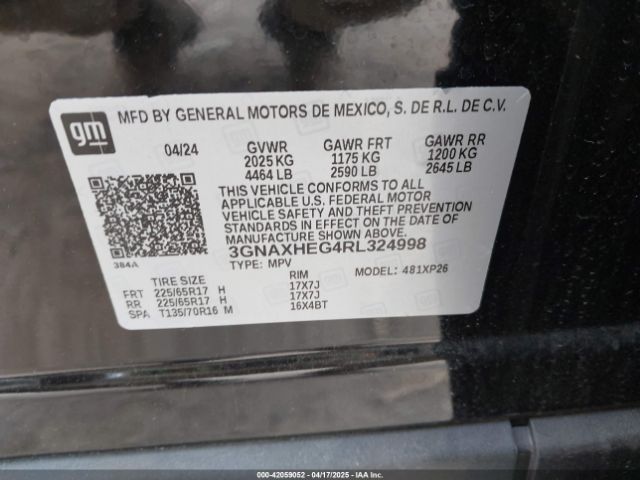 gm
MFD BY GENERAL MOTORS DE MEXICO, S. DE R.L. DE C.V.
04/24 GVWR GAWR FRT GAWR RR
2025 KG 1175 KG 1200 KG
4464 LB 2590 LB 2645 LB
THIS VEHICLE CONFORMS TO ALL
APPLICABLE U.S. FEDERAL MOTOR
VEHICLE SAFETY AND THEFT PREVENTION
STANDARDS IN EFFECT ON THE DATE OF
MANUFACTURE SHOWN ABOVE.
3GNAXHEG4RL324998
384A TYPE: MPV MODEL: 481XP26
TIRE SIZE RIM
FRT 225/65R17 H 17X7J
RR 225/65R17 H 17X7J
SPA T135/70R16 M 16X4BT
000-42059052 - 04/17/2025 - IAA Inc.